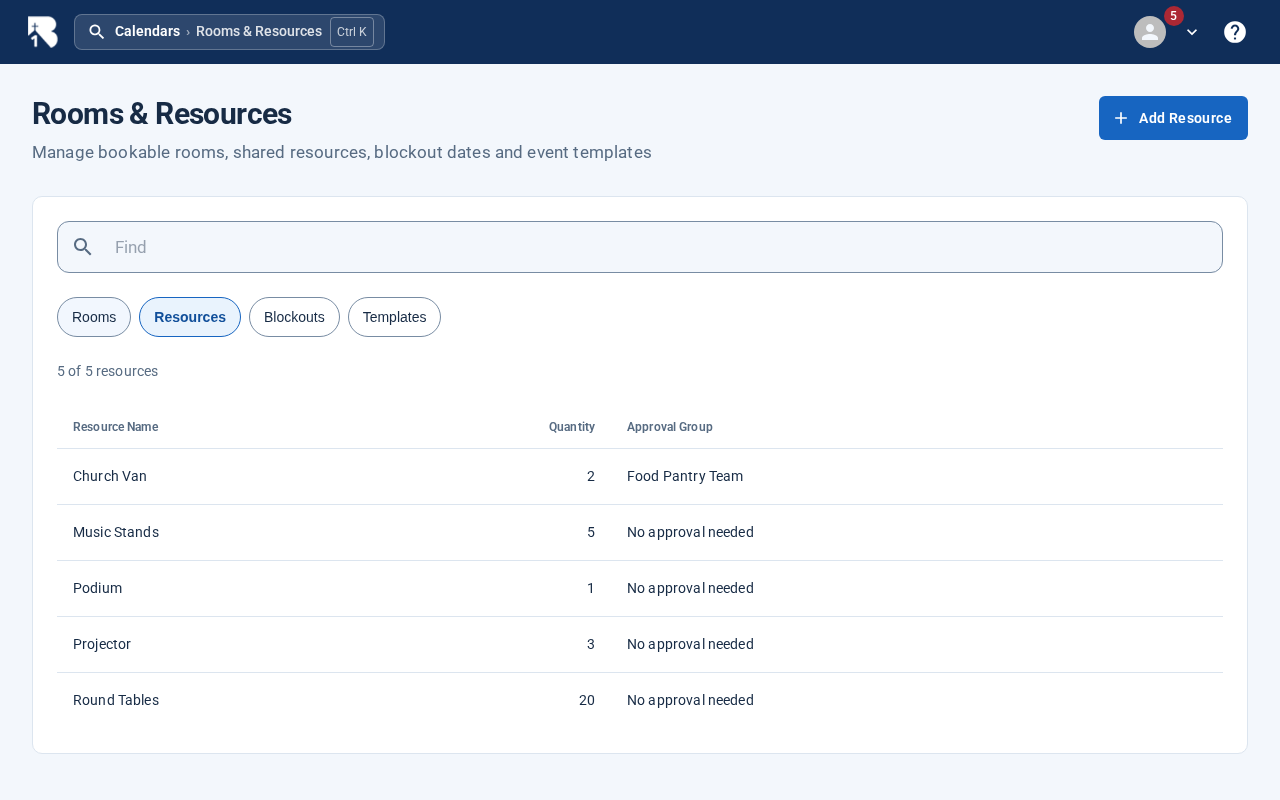 Calendars › Rooms & Resources Ctrl K
5
Rooms & Resources
Add Resource
Manage bookable rooms, shared resources, blockout dates and event templates
Find
Rooms Resources Blockouts Templates
5 of 5 resources
Resource Name Quantity Approval Group
Church Van 2 Food Pantry Team
Music Stands 5 No approval needed
Podium 1 No approval needed
Projector 3 No approval needed
Round Tables 20 No approval needed